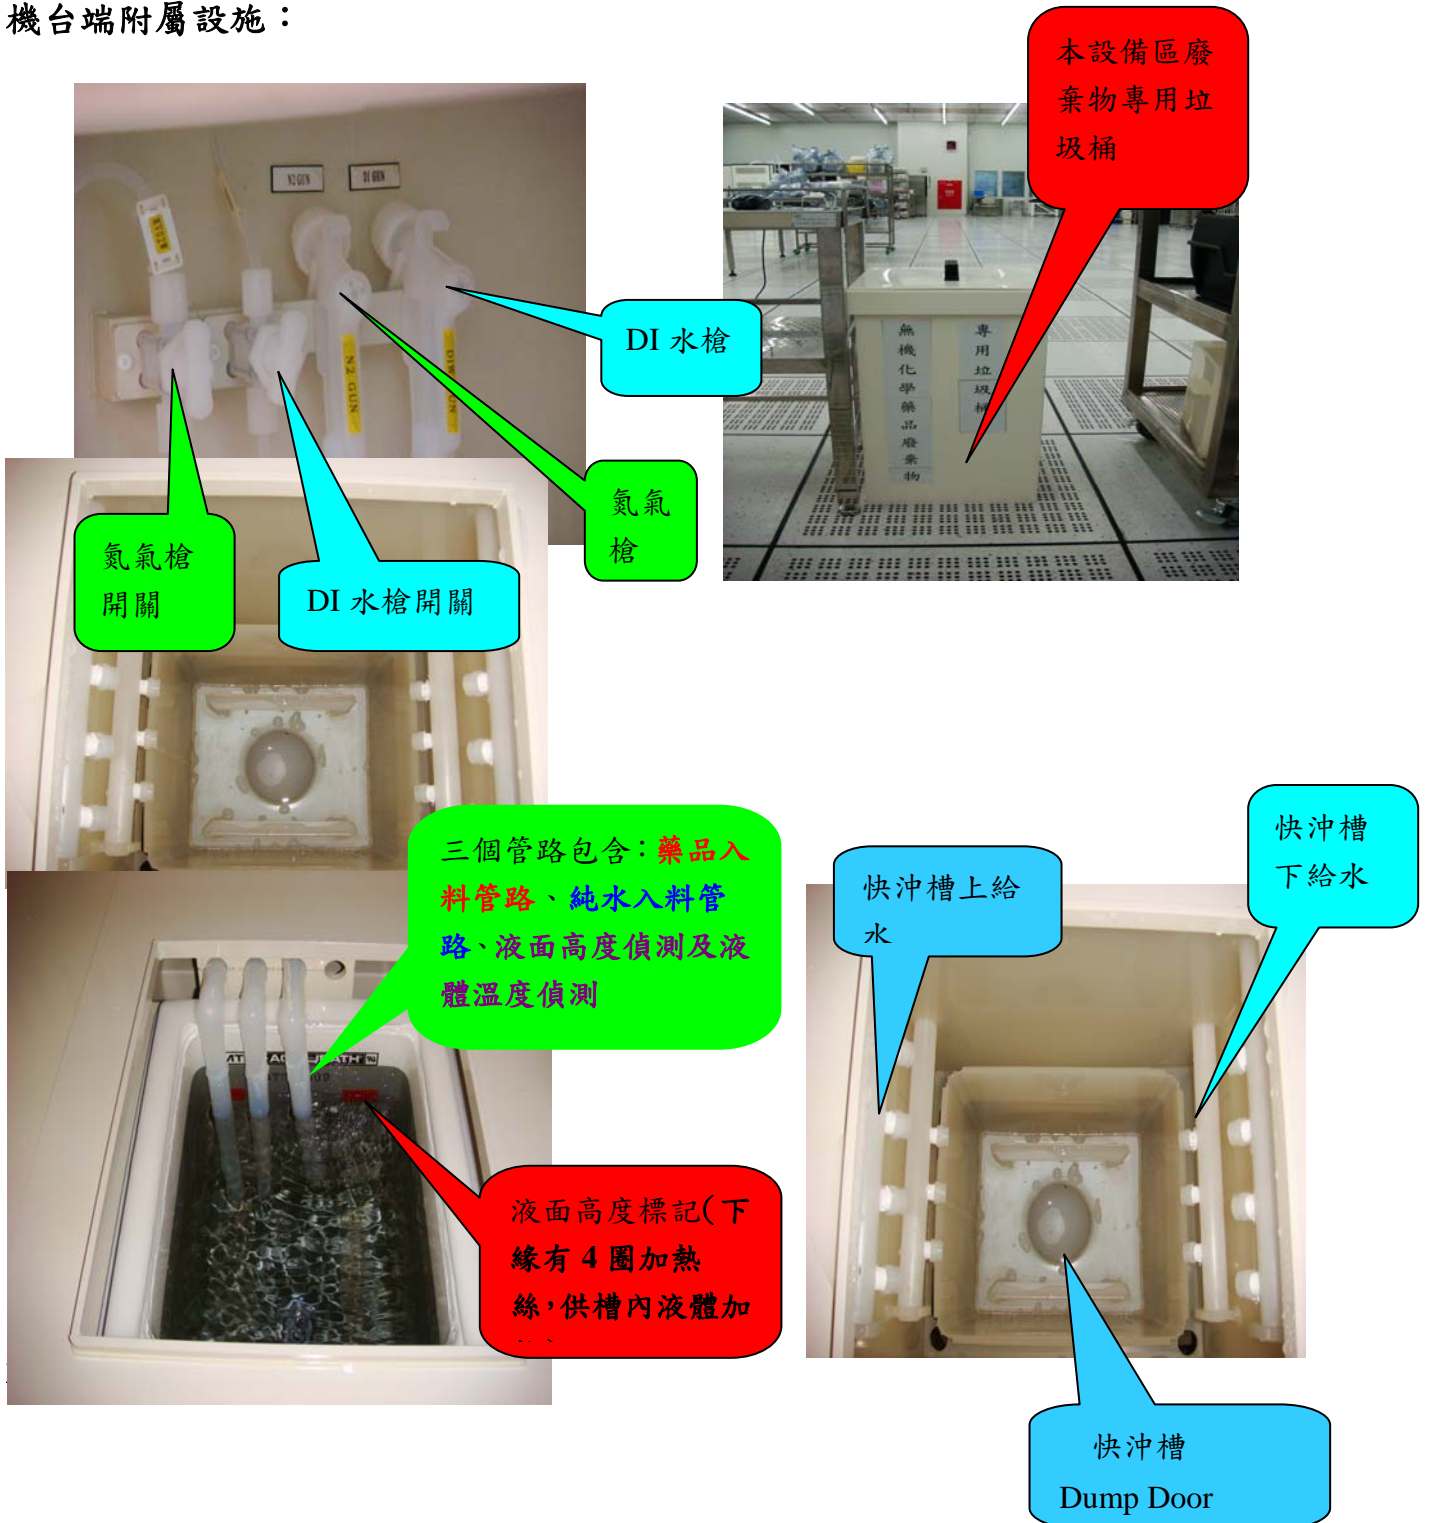 機台端附屬設施：
本設備區廢
棄物專用垃
圾桶
N2 GUN
DI GUN
N2 GUN
DI 水槍
無機化學藥品廢棄物
專用垃圾桶
氮氣
槍
氮氣槍
開關
DI 水槍開關
三個管路包含：藥品入
料管路、純水入料管
路、液面高度偵測及液
體溫度偵測
快沖槽上給
水
快沖槽
下給水
液面高度標記(下
緣有 4 圈加熱
絲，供槽內液體加
快沖槽
Dump Door